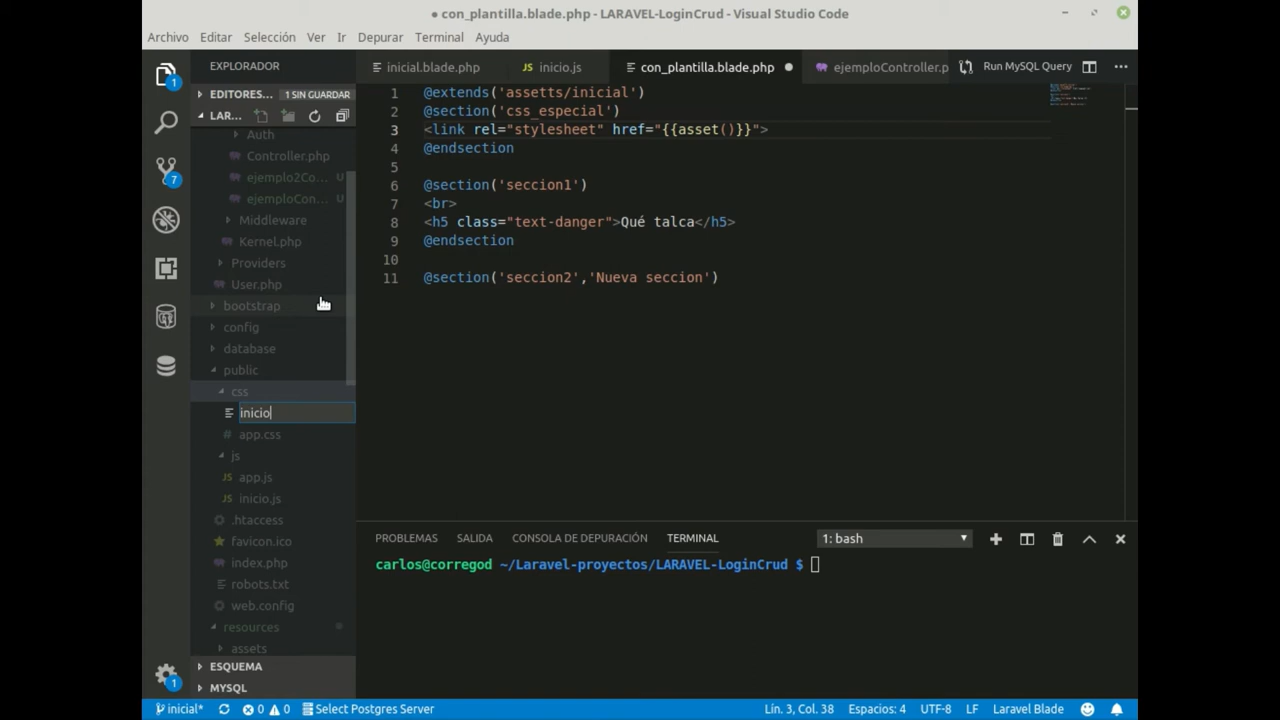 ● con_plantilla.blade.php - LARAVEL-LoginCrud - Visual Studio Code
Archivo Editar Selección Ver Ir Depurar Terminal Ayuda
EXPLORADOR
inicial.blade.php
inicio.js
con_plantilla.blade.php
ejemploController.p
Run MySQL Query
EDITORES... 1 SIN GUARDAR
LAR...
Auth
Controller.php
ejemplo2Co... U
ejemploCon... U
Middleware
Kernel.php
Providers
User.php
bootstrap
config
database
public
css
inicio
app.css
js
app.js
inicio.js
.htaccess
favicon.ico
index.php
robots.txt
web.config
resources
assets
ESQUEMA
MYSQL
1
7
1
1 @extends('assetts/inicial')
2 @section('css_especial')
3 <link rel="stylesheet" href="{{asset()}}">
4 @endsection
5
6 @section('seccion1')
7 <br>
8 <h5 class="text-danger">Qué talca</h5>
9 @endsection
10
11 @section('seccion2','Nueva seccion')
PROBLEMAS SALIDA CONSOLA DE DEPURACIÓN TERMINAL 1: bash
carlos@corregod ~/Laravel-proyectos/LARAVEL-LoginCrud $
inicial* 0 0 Select Postgres Server Lín. 3, Col. 38 Espacios: 4 UTF-8 LF Laravel Blade